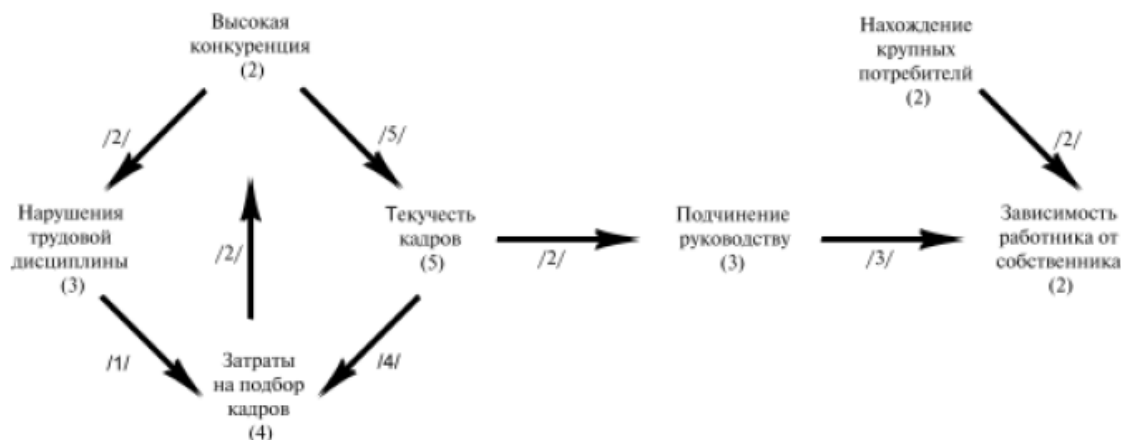 Высокая
конкуренция
(2)
Нахождение
крупных
потребителй
(2)
/2/
/5/
/2/
Нарушения
трудовой
дисциплины
(3)
/2/
Текучесть
кадров
(5)
/2/
Подчинение
руководству
(3)
/3/
Зависимость
работника от
собственника
(2)
/1/
Затраты
на подбор
кадров
(4)
/4/